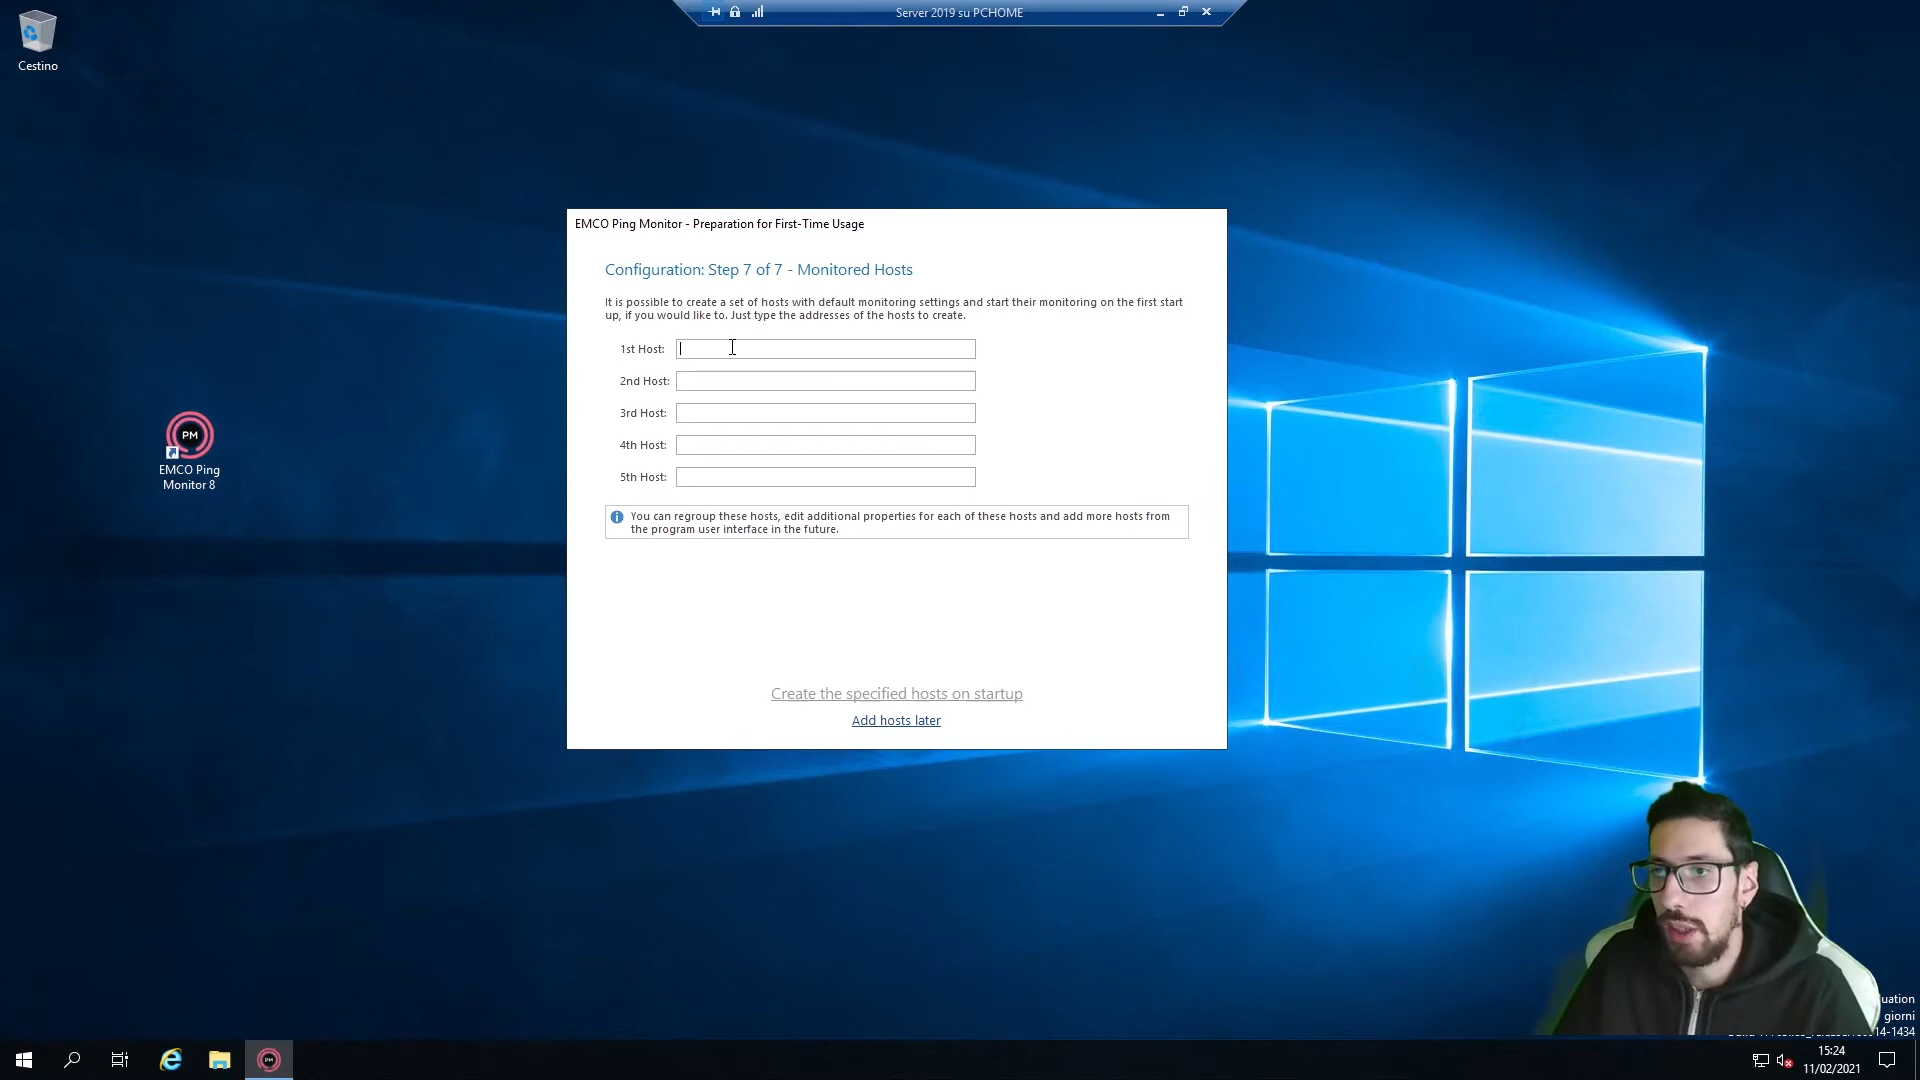 Server 2019 su PCHOME
Cestino
EMCO Ping Monitor - Preparation for First-Time Usage
Configuration: Step 7 of 7 - Monitored Hosts
It is possible to create a set of hosts with default monitoring settings and start their monitoring on the first start
up, if you would like to. Just type the addresses of the hosts to create.
1st Host:
2nd Host:
3rd Host:
4th Host:
5th Host:
PM
EMCO Ping
Monitor 8
You can regroup these hosts, edit additional properties for each of these hosts and add more hosts from
the program user interface in the future.
Create the specified hosts on startup
Add hosts later
giorni
14-1434
PM
15:24
11/02/2021